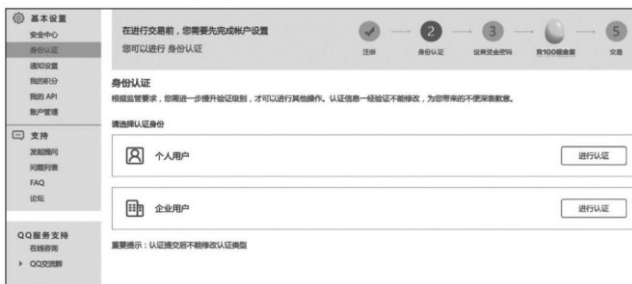 基本设置
安全中心
身份认证
通知设置
我的积分
我的 API
账户管理
支持
发起提问
问题列表
FAQ
论坛
QQ服务支持
在线咨询
QQ交流群
在进行交易前，您需要先完成帐户设置
您可以进行 身份认证
2
3
5
注册
身份认证
设置资金密码
交易
身份认证
根据监管要求，您需进一步提升验证级别，才可以进行其他操作。认证信息一经验证不能修改，为您带来的不便深表歉意。
请选择认证身份
个人用户
进行认证
企业用户
进行认证
重要提示：认证提交后不能修改认证类型